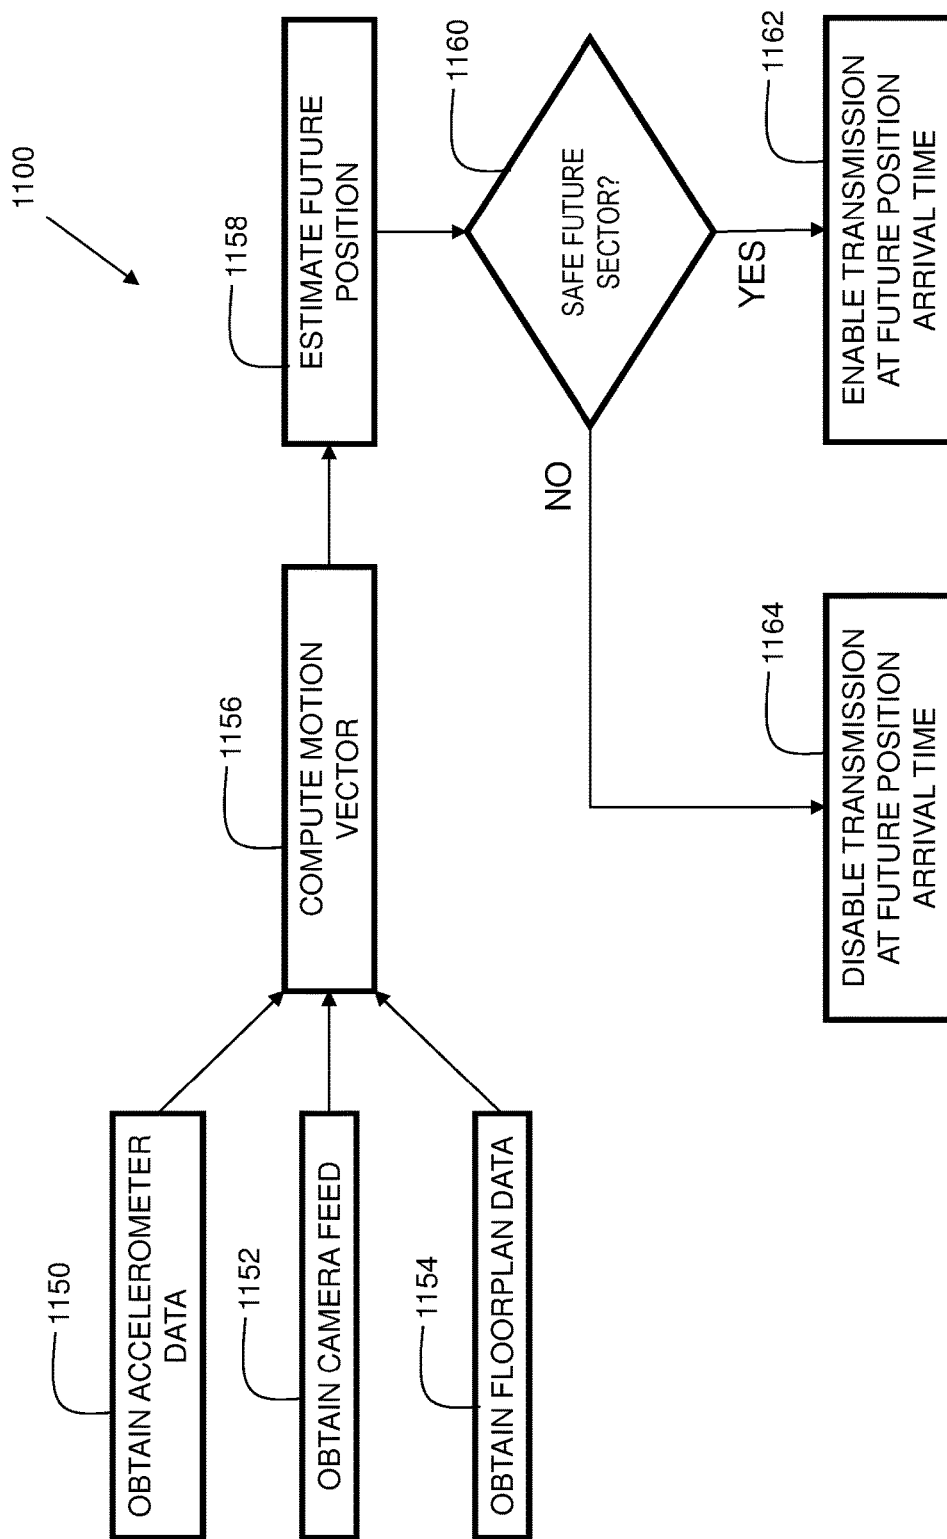 1100
1150
OBTAIN ACCELEROMETER
DATA
1152
OBTAIN CAMERA FEED
1154
OBTAIN FLOORPLAN DATA
1156
COMPUTE MOTION
VECTOR
1158
ESTIMATE FUTURE
POSITION
1160
SAFE FUTURE
SECTOR?
NO
YES
1164
DISABLE TRANSMISSION
AT FUTURE POSITION
ARRIVAL TIME
1162
ENABLE TRANSMISSION
AT FUTURE POSITION
ARRIVAL TIME